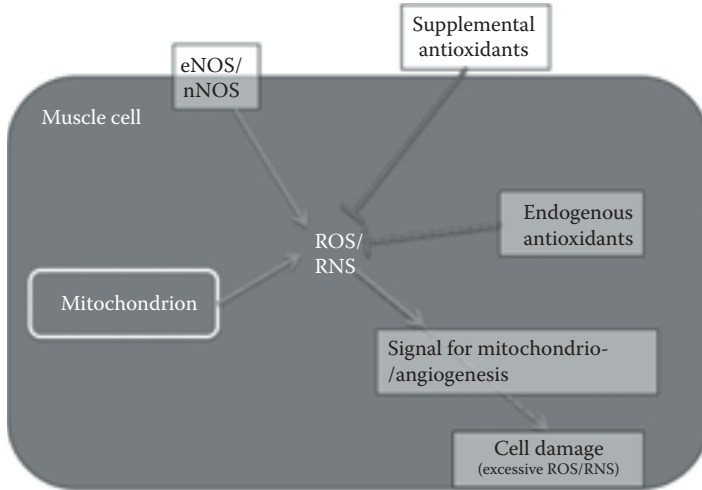 Supplemental
antioxidants
eNOS/
nNOS
Muscle cell
Endogenous
antioxidants
ROS/
RNS
Mitochondrion
Signal for mitochondrio-
/angiogenesis
Cell damage
(excessive ROS/RNS)